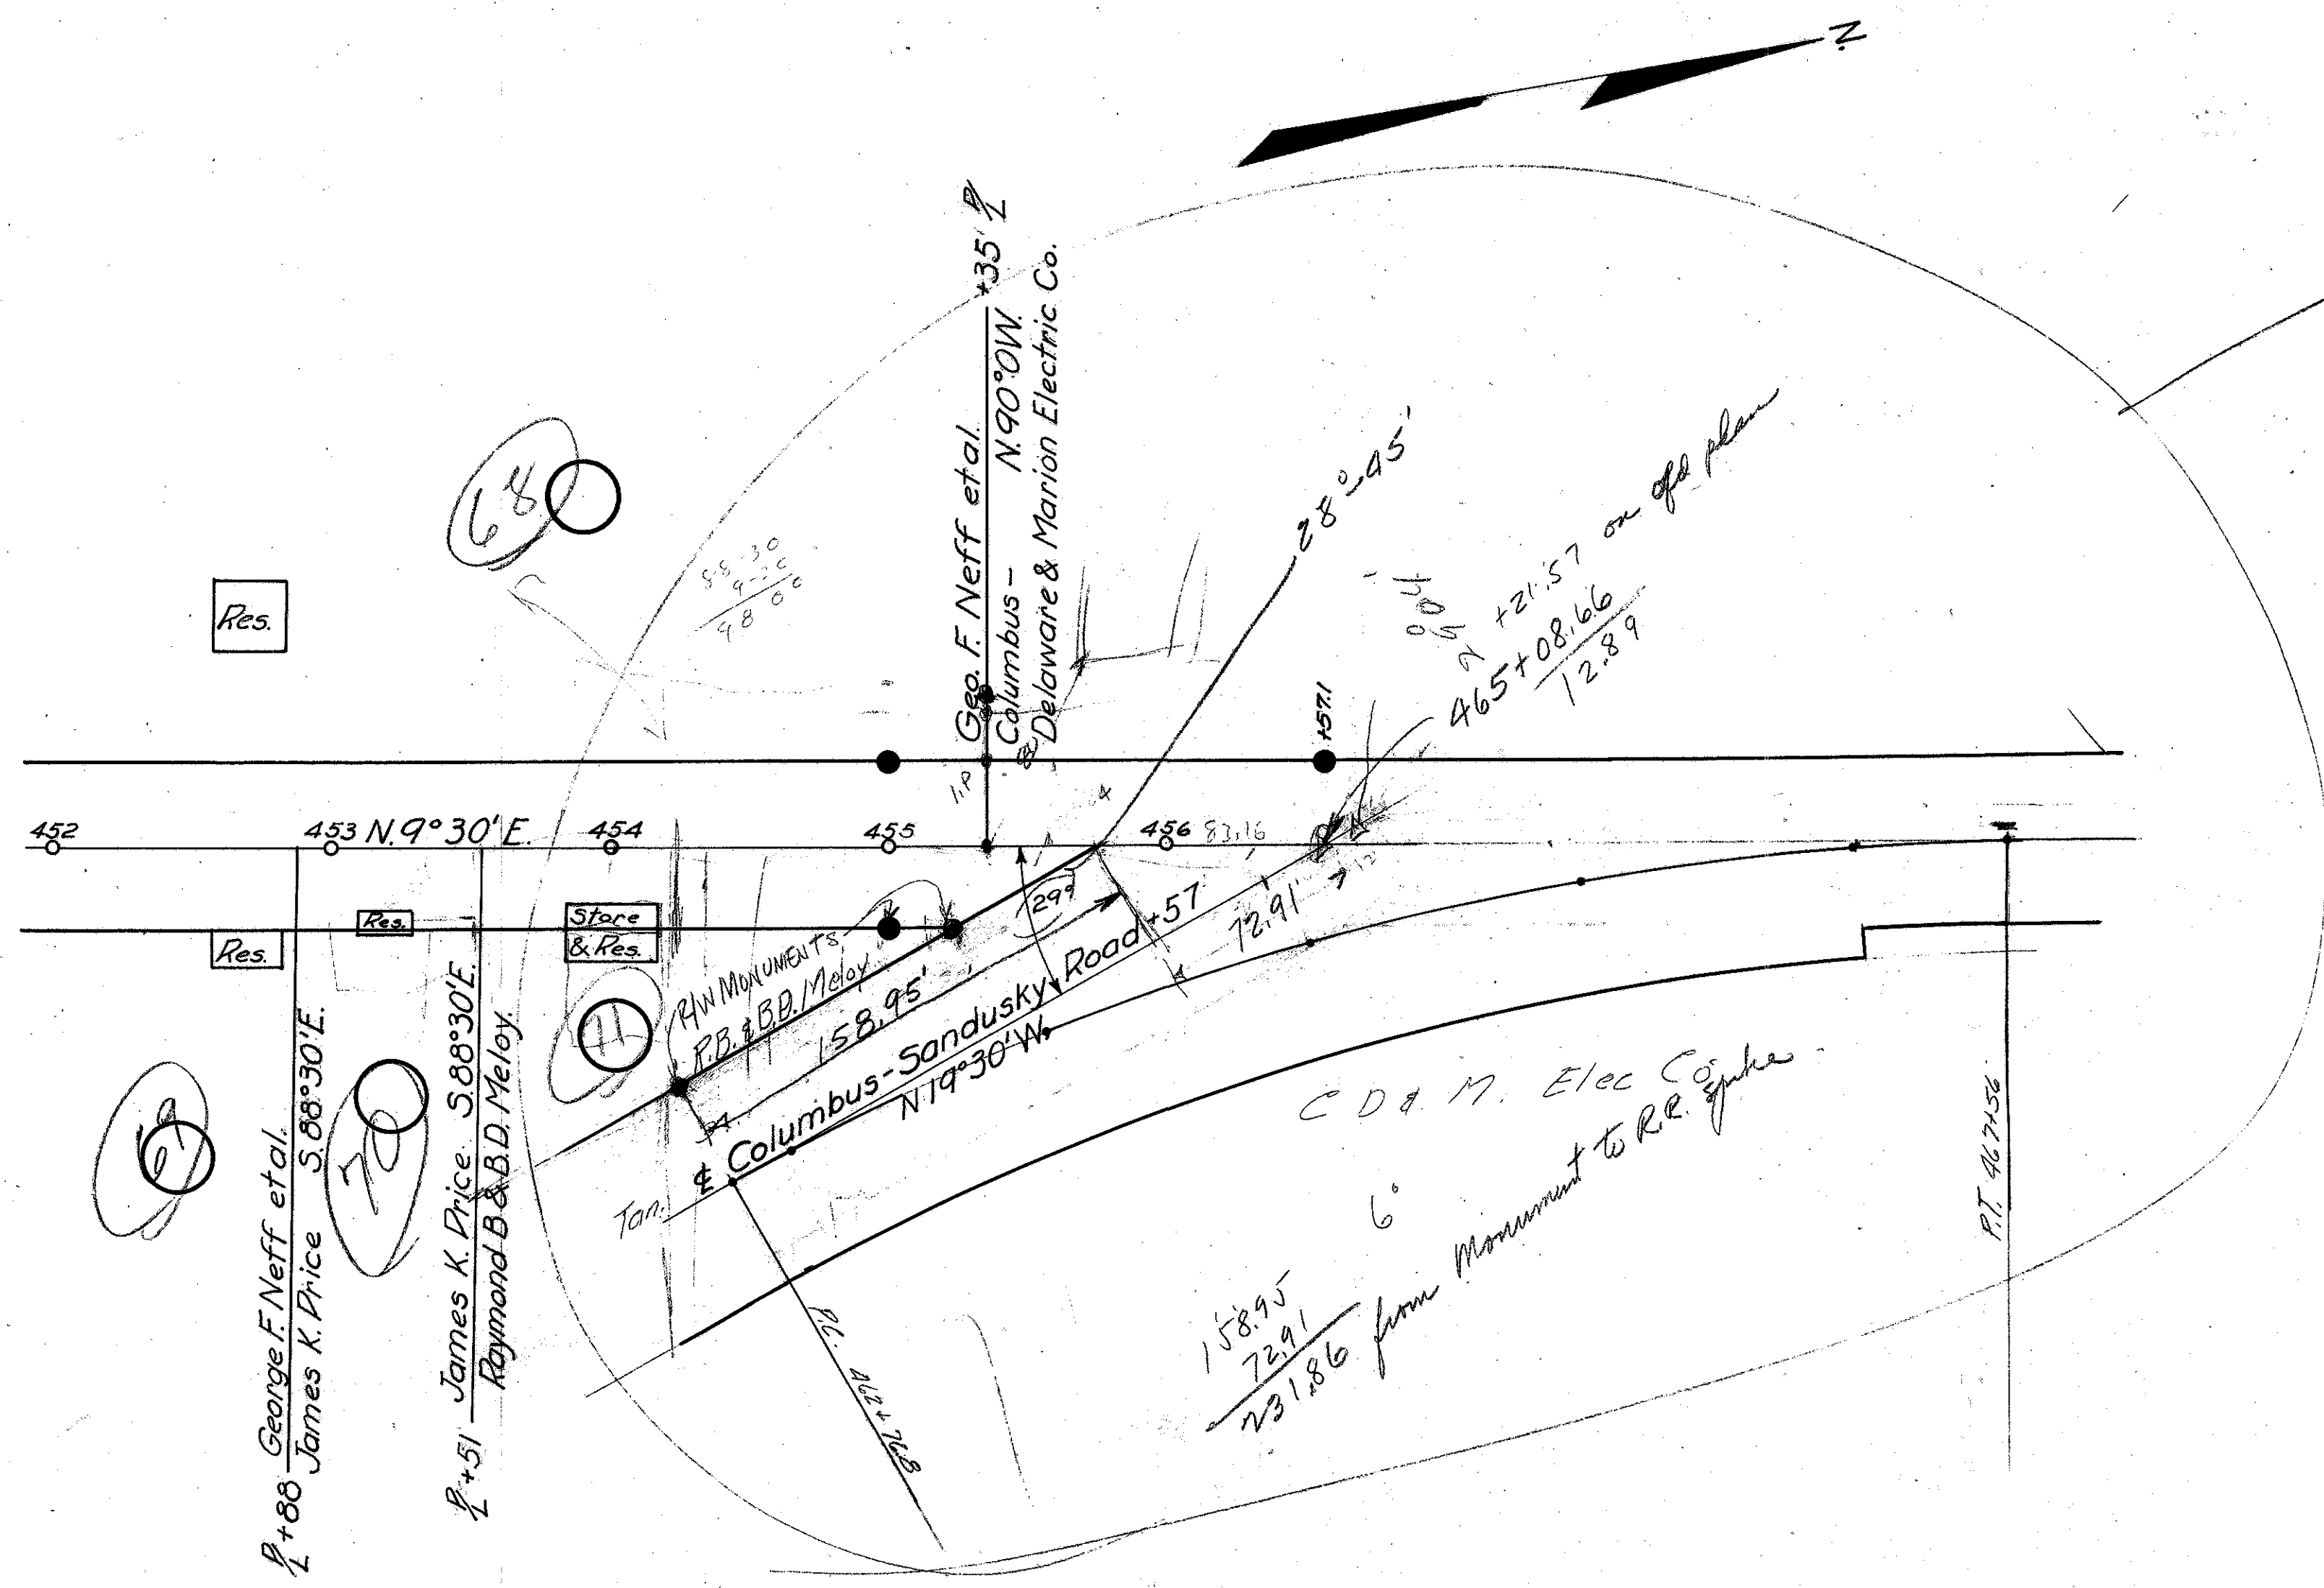 N
P/L +35'
Geo. F. Neff et al.
N.90°0'W.
Columbus-
Delaware & Marion Electric Co.
68
Res.
28°-45'
+21.57 on old plan
465+08.66
12.89
+57.1
I.P.
452
453
N.9°30'E.
454
455
456
83.16
Res.
Res.
Store
& Res.
R/W MONUMENTS
R.B. & B.D. Meloy
299
158.95'
72.91'
₵ Columbus-Sandusky Road +57
N19°30'W.
Tan.
71
69
70
P/L +88
George F. Neff et al.
James K. Price S.88°30'E.
P/L +51
James K. Price S.88°30'E.
Raymond B & B.D. Meloy.
C D & M. Elec Co.
6°
158.95
72.91
231.86 from Monument to R.R. Spike
P.C. 462+76.8
P.T. 467+56